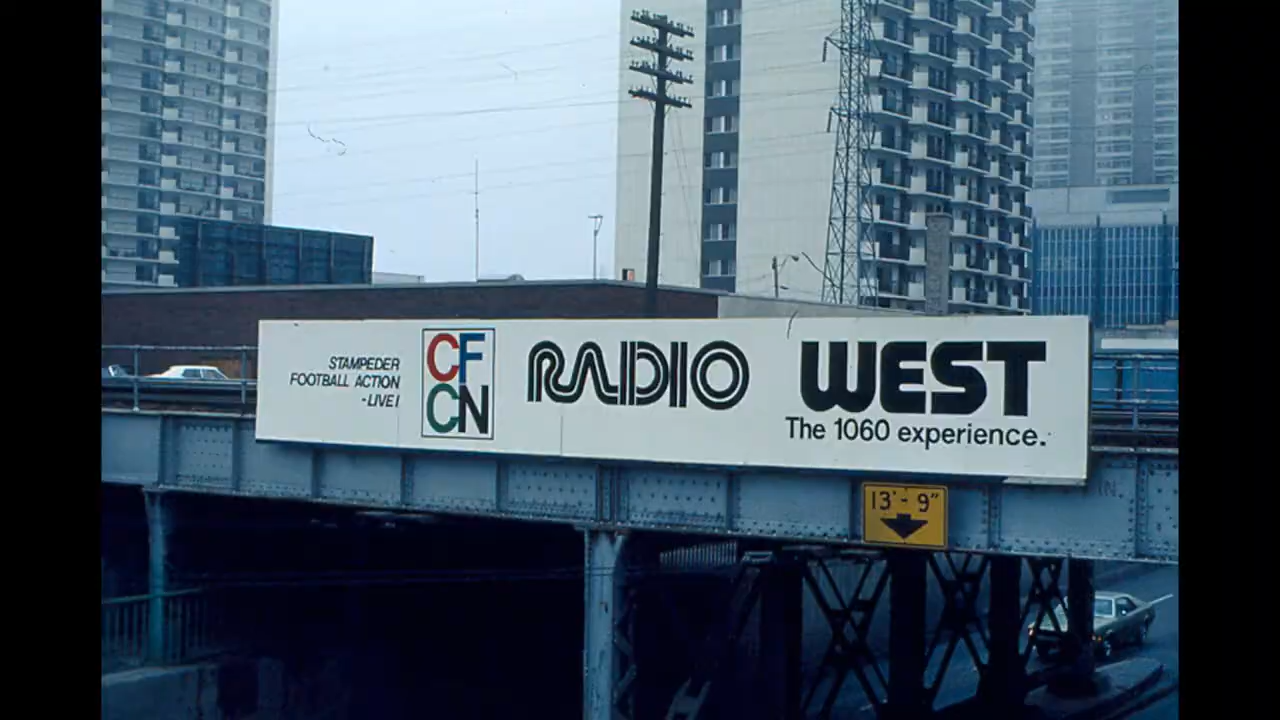 STAMPEDER
FOOTBALL ACTION
-LIVE!
CF
CN
RADIO WEST
The 1060 experience.
13'-9"